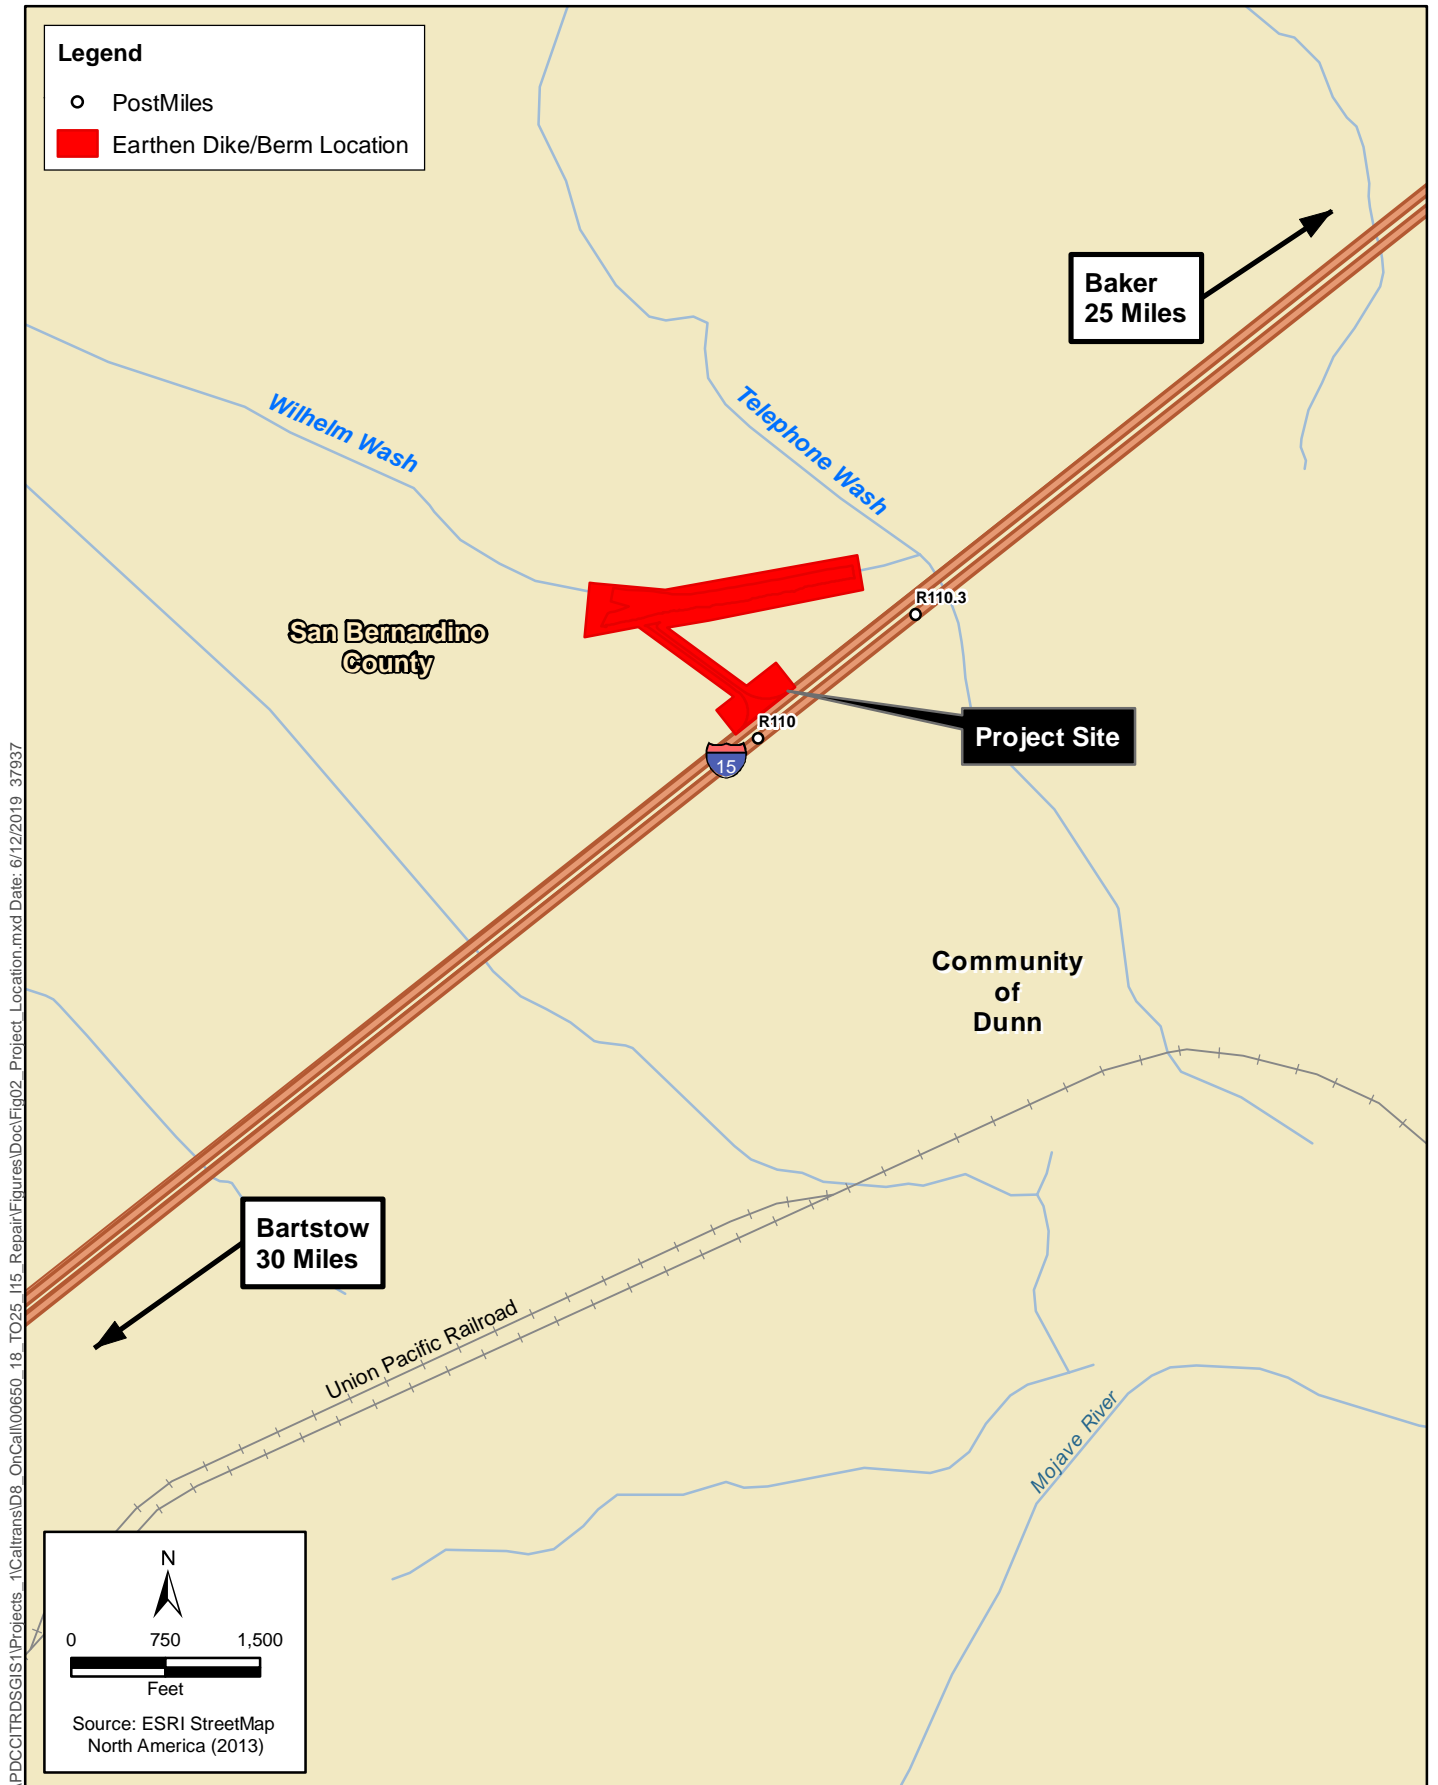 Legend
PostMiles
Earthen Dike/Berm Location
Baker
25 Miles
Wilhelm Wash
Telephone Wash
R110.3
San Bernardino
County
R110
15
Project Site
Community
of
Dunn
Bartstow
30 Miles
Union Pacific Railroad
Mojave River
N
0 750 1,500
Feet
Source: ESRI StreetMap
North America (2013)
PDCCITRDSGIS1\Projects_1\Caltrans\D8_OnCall\00650_18_TO25_I15_Repair\Figures\Doc\Fig02_Project_Location.mxd Date: 6/12/2019 37937